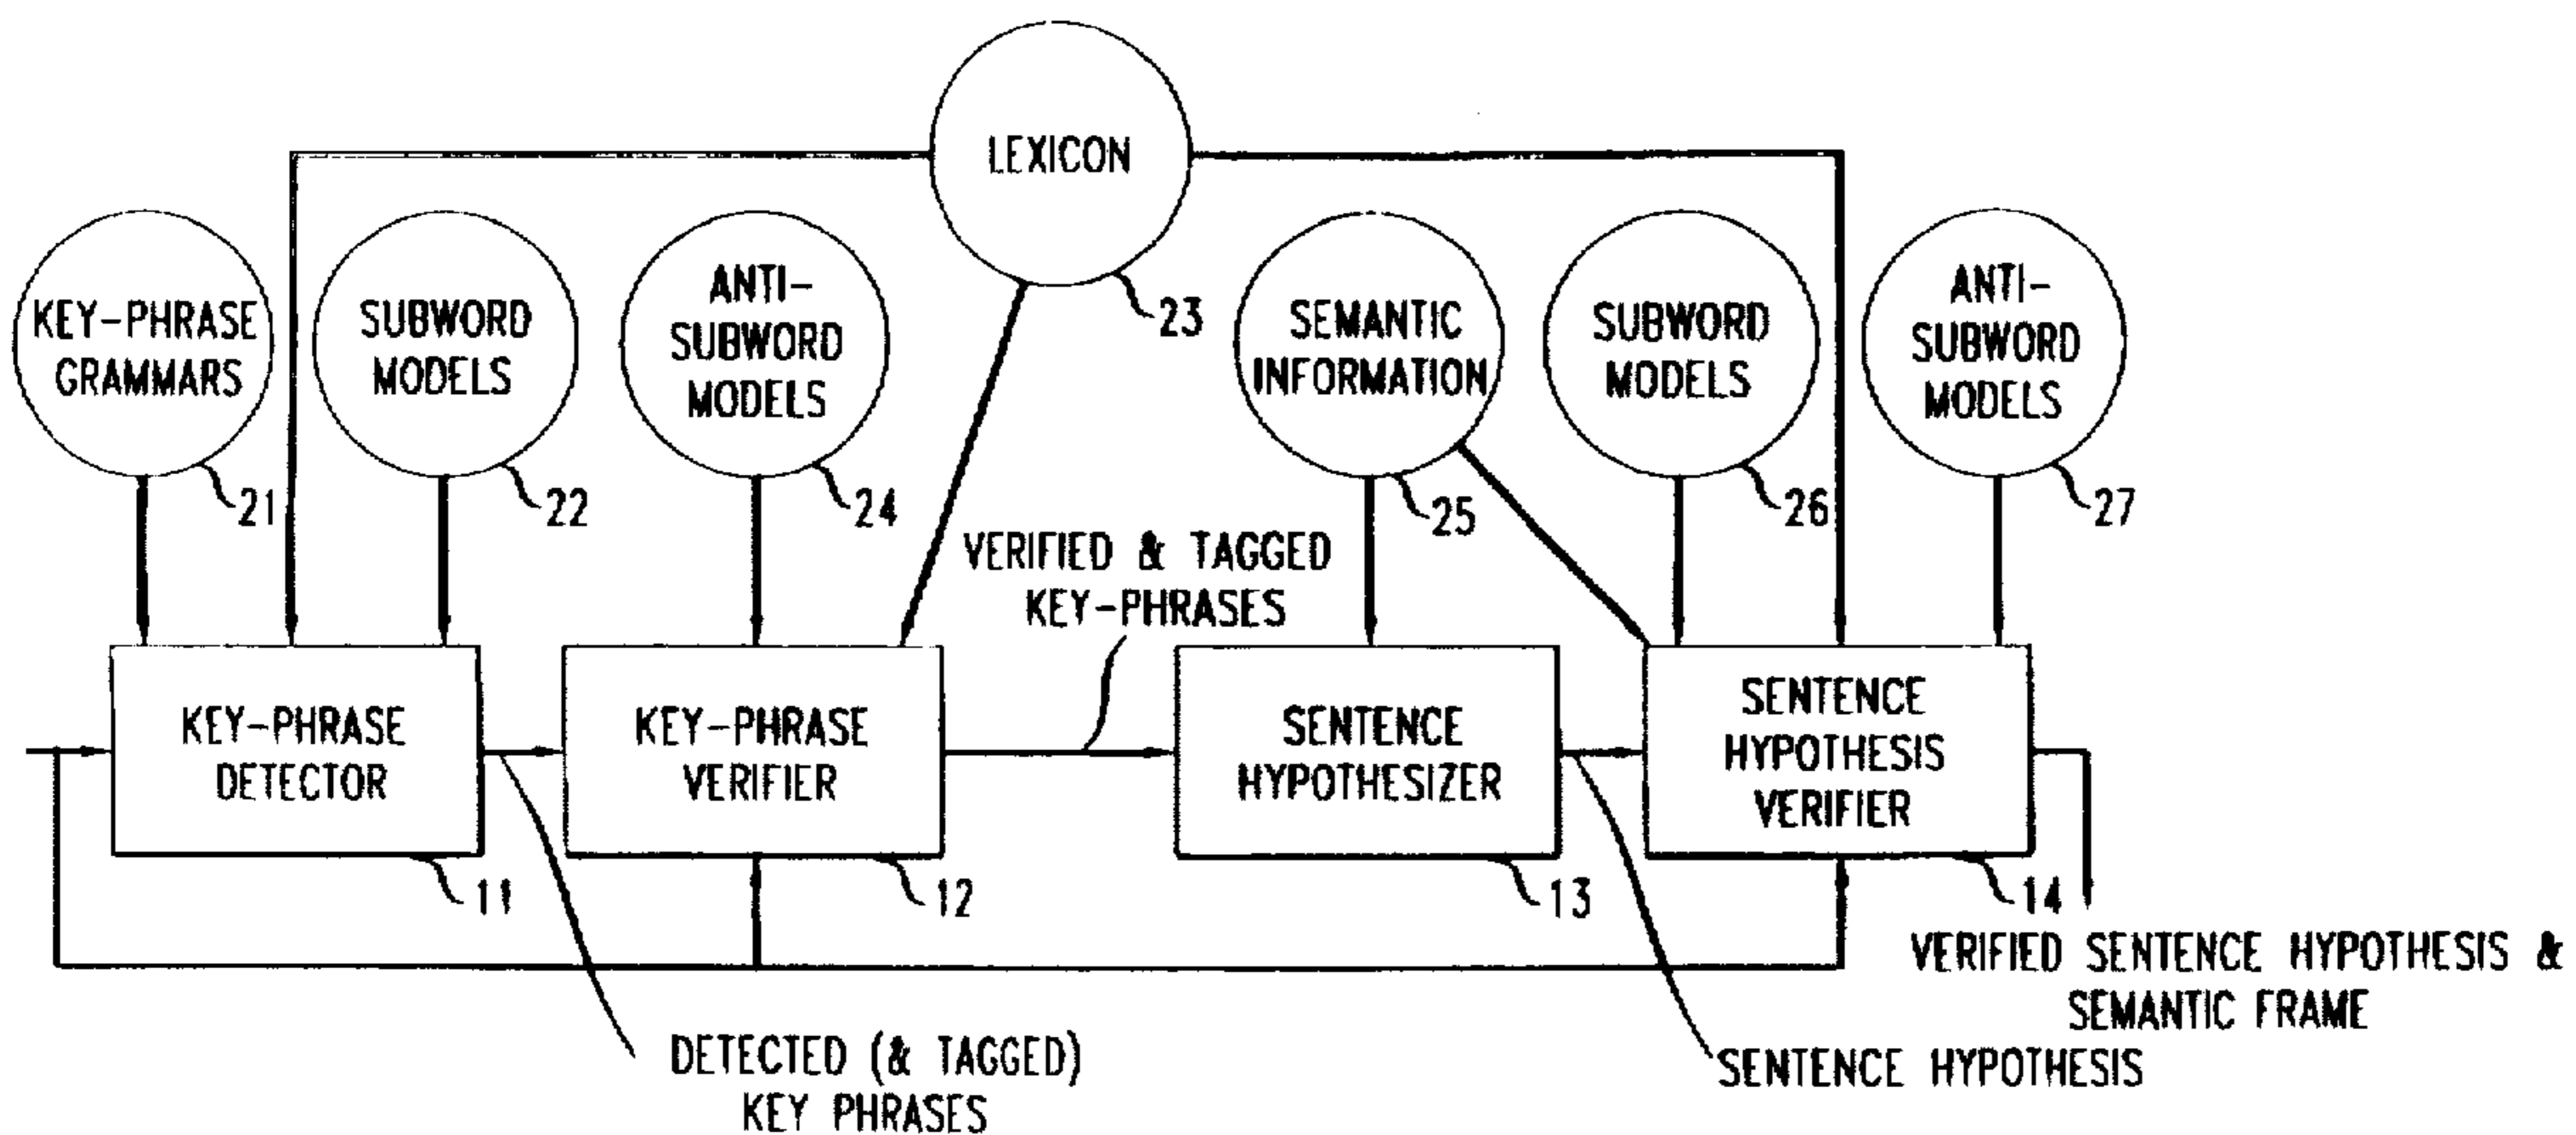 LEXICON
23
KEY-PHRASE
GRAMMARS
21
SUBWORD
MODELS
22
ANTI-
SUBWORD
MODELS
24
SEMANTIC
INFORMATION
25
SUBWORD
MODELS
26
ANTI-
SUBWORD
MODELS
27
VERIFIED & TAGGED
KEY-PHRASES
KEY-PHRASE
DETECTOR
11
KEY-PHRASE
VERIFIER
12
SENTENCE
HYPOTHESIZER
13
SENTENCE
HYPOTHESIS
VERIFIER
14
VERIFIED SENTENCE HYPOTHESIS &
SEMANTIC FRAME
DETECTED (& TAGGED)
KEY PHRASES
SENTENCE HYPOTHESIS